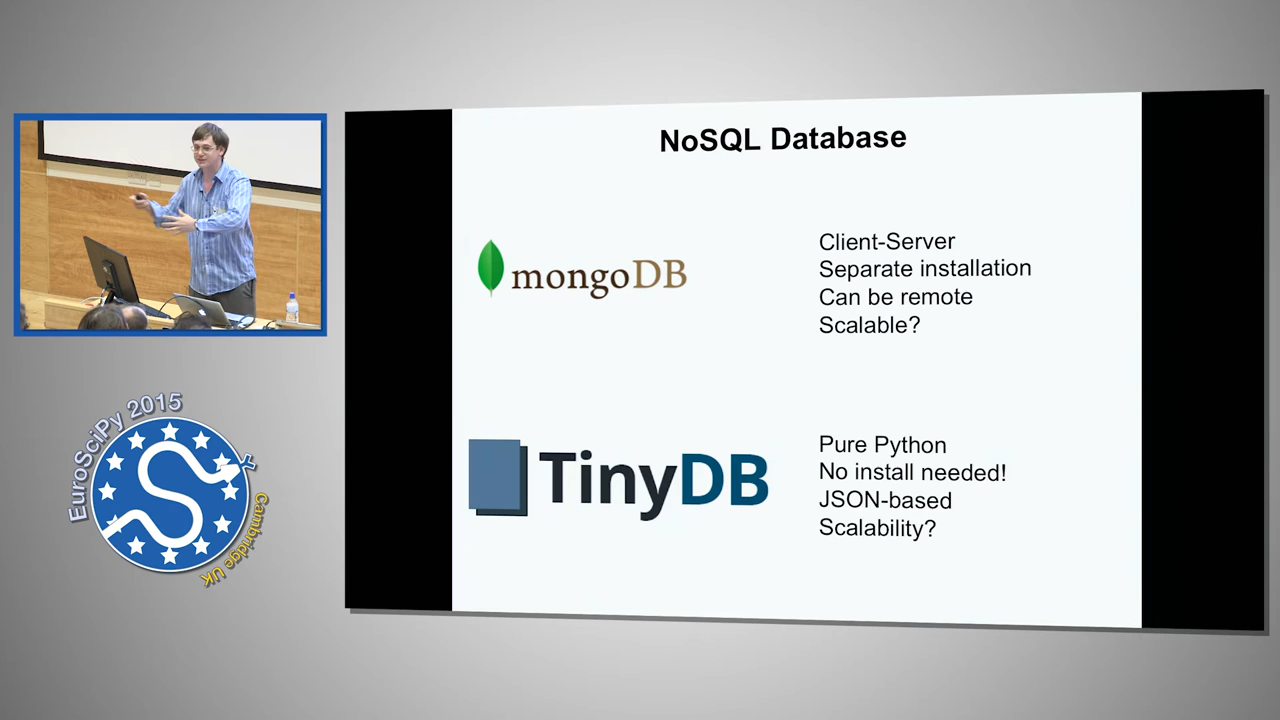 NoSQL Database
mongoDB
Client-Server
Separate installation
Can be remote
Scalable?
TinyDB
Pure Python
No install needed!
JSON-based
Scalability?
EuroSciPy 2015
Cambridge UK